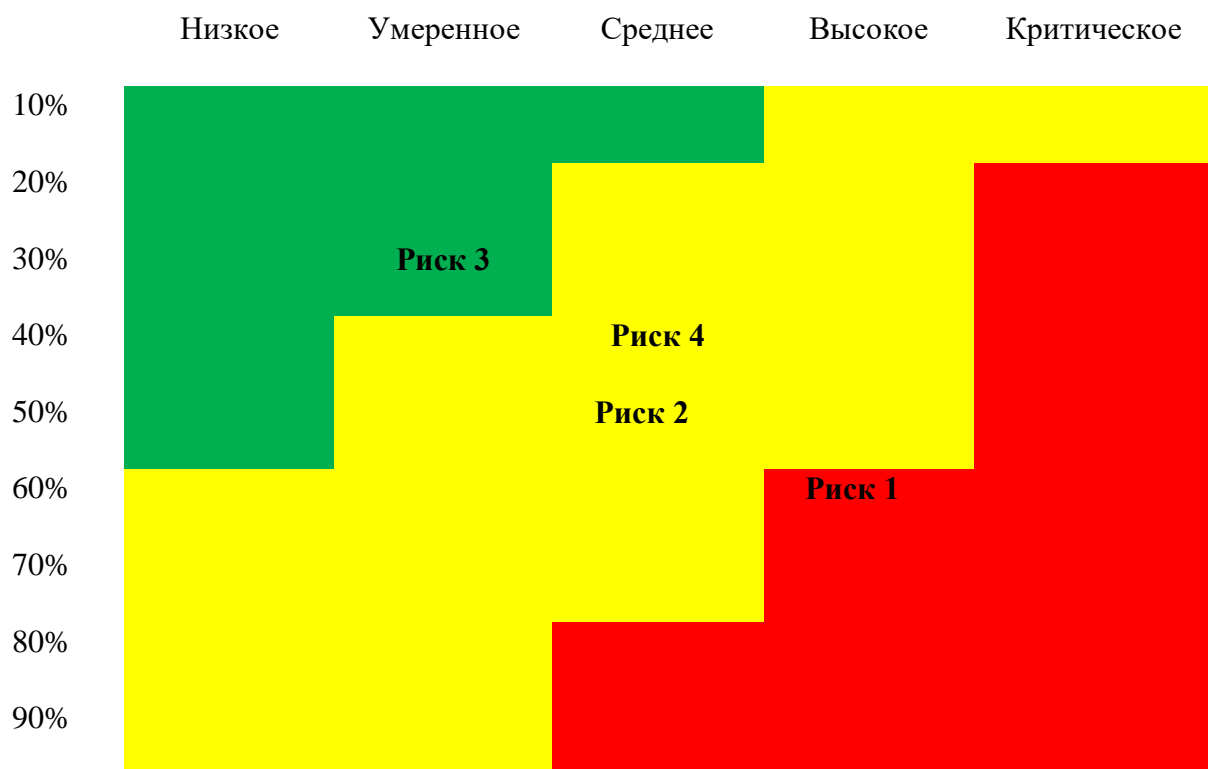 Низкое Умеренное Среднее Высокое Критическое
10%
20%
30% Риск 3
40% Риск 4
50% Риск 2
60% Риск 1
70%
80%
90%